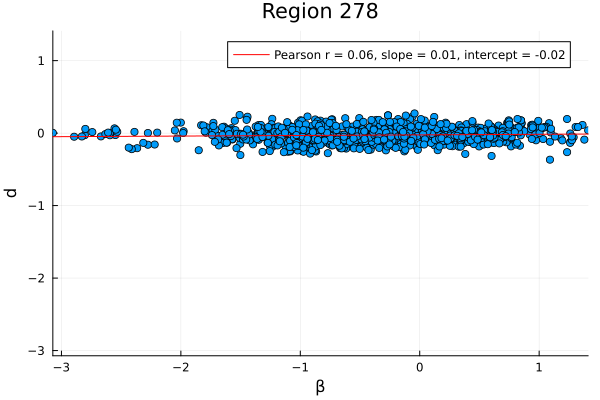 Region 278
Pearson r = 0.06, slope = 0.01, intercept = -0.02
1
0
−1
−2
−3
d
−3 −2 −1 0 1
β